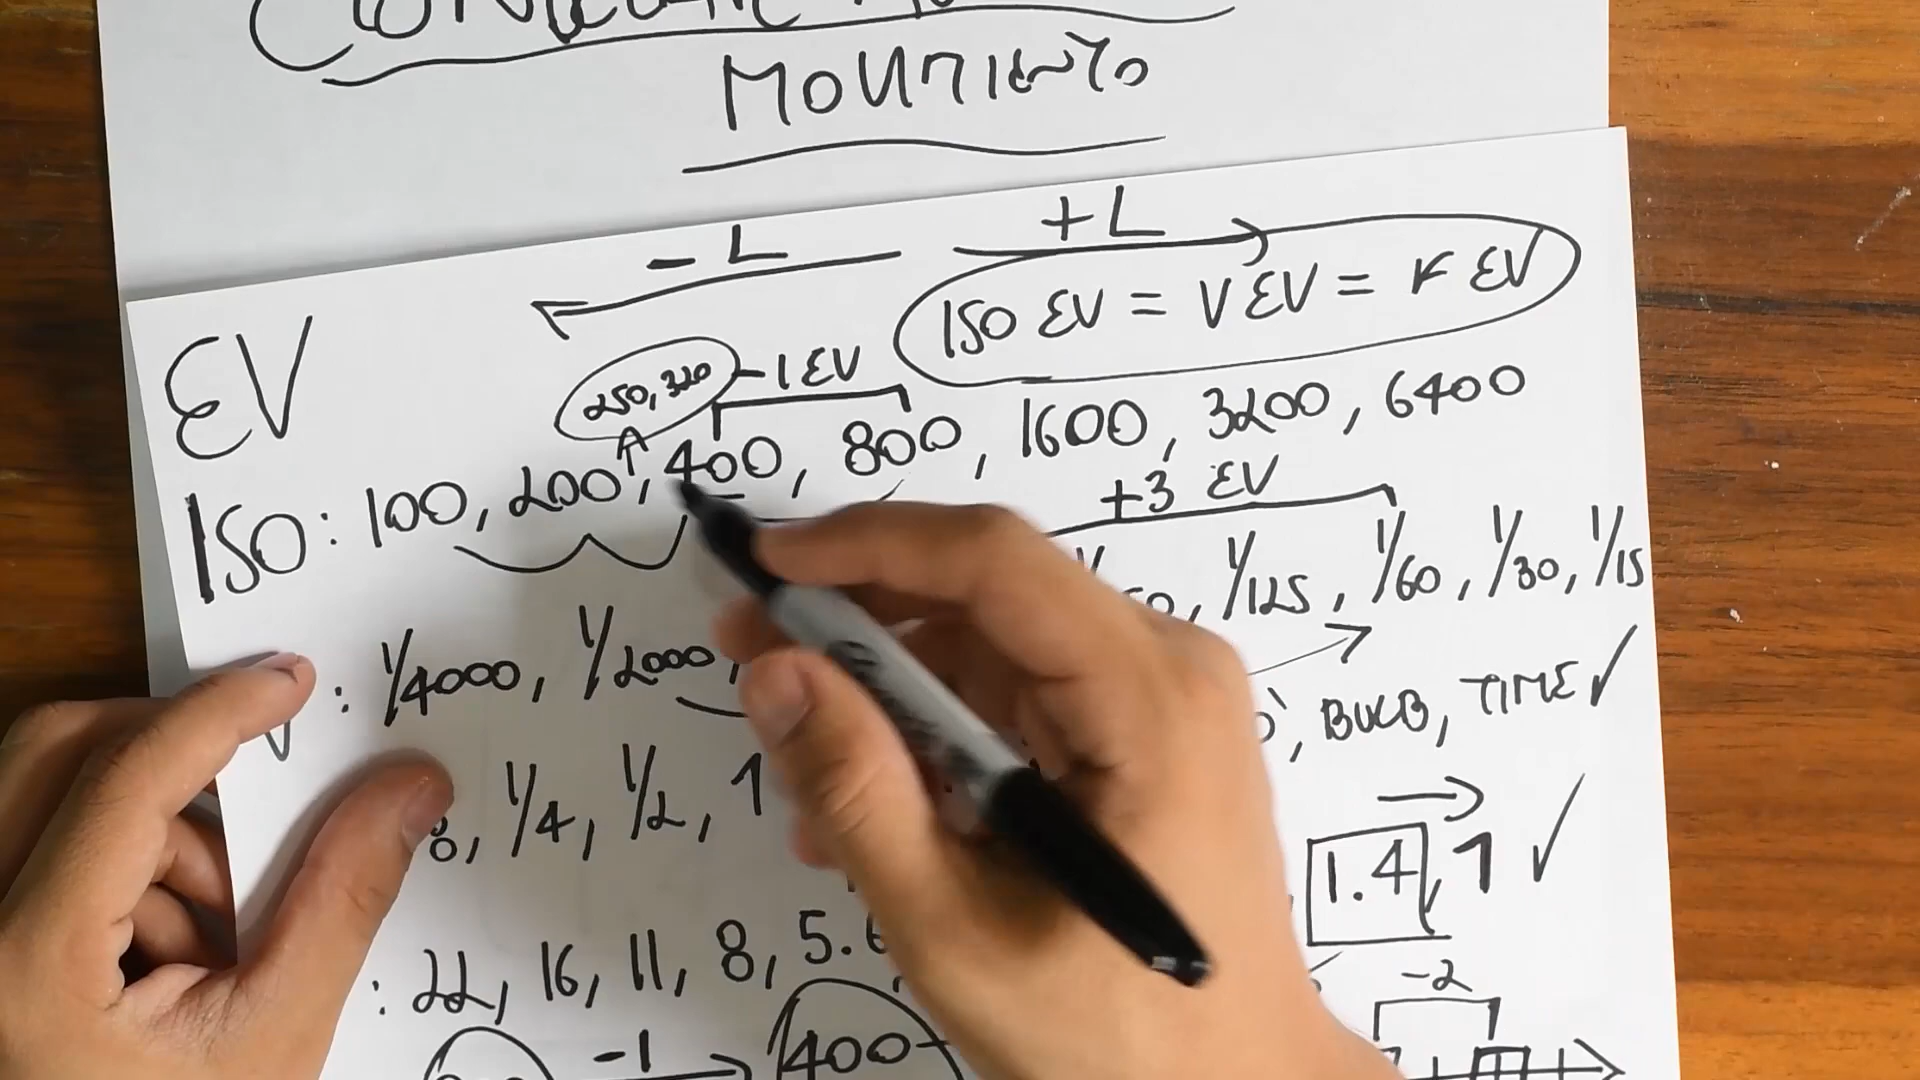 MOUNTIENTO
-L +L
ISO EV = V EV = F EV
EV
250, 320 -1 EV
ISO: 100, 200, 400, 800, 1600, 3200, 6400
+3 EV
V: 1/4000, 1/2000, 1/125, 1/60, 1/30, 1/15
1/4, 1/2, 1 BULB, TIME ✓
1.4, 1 ✓
: 22, 16, 11, 8, 5.6
-2
-1 400